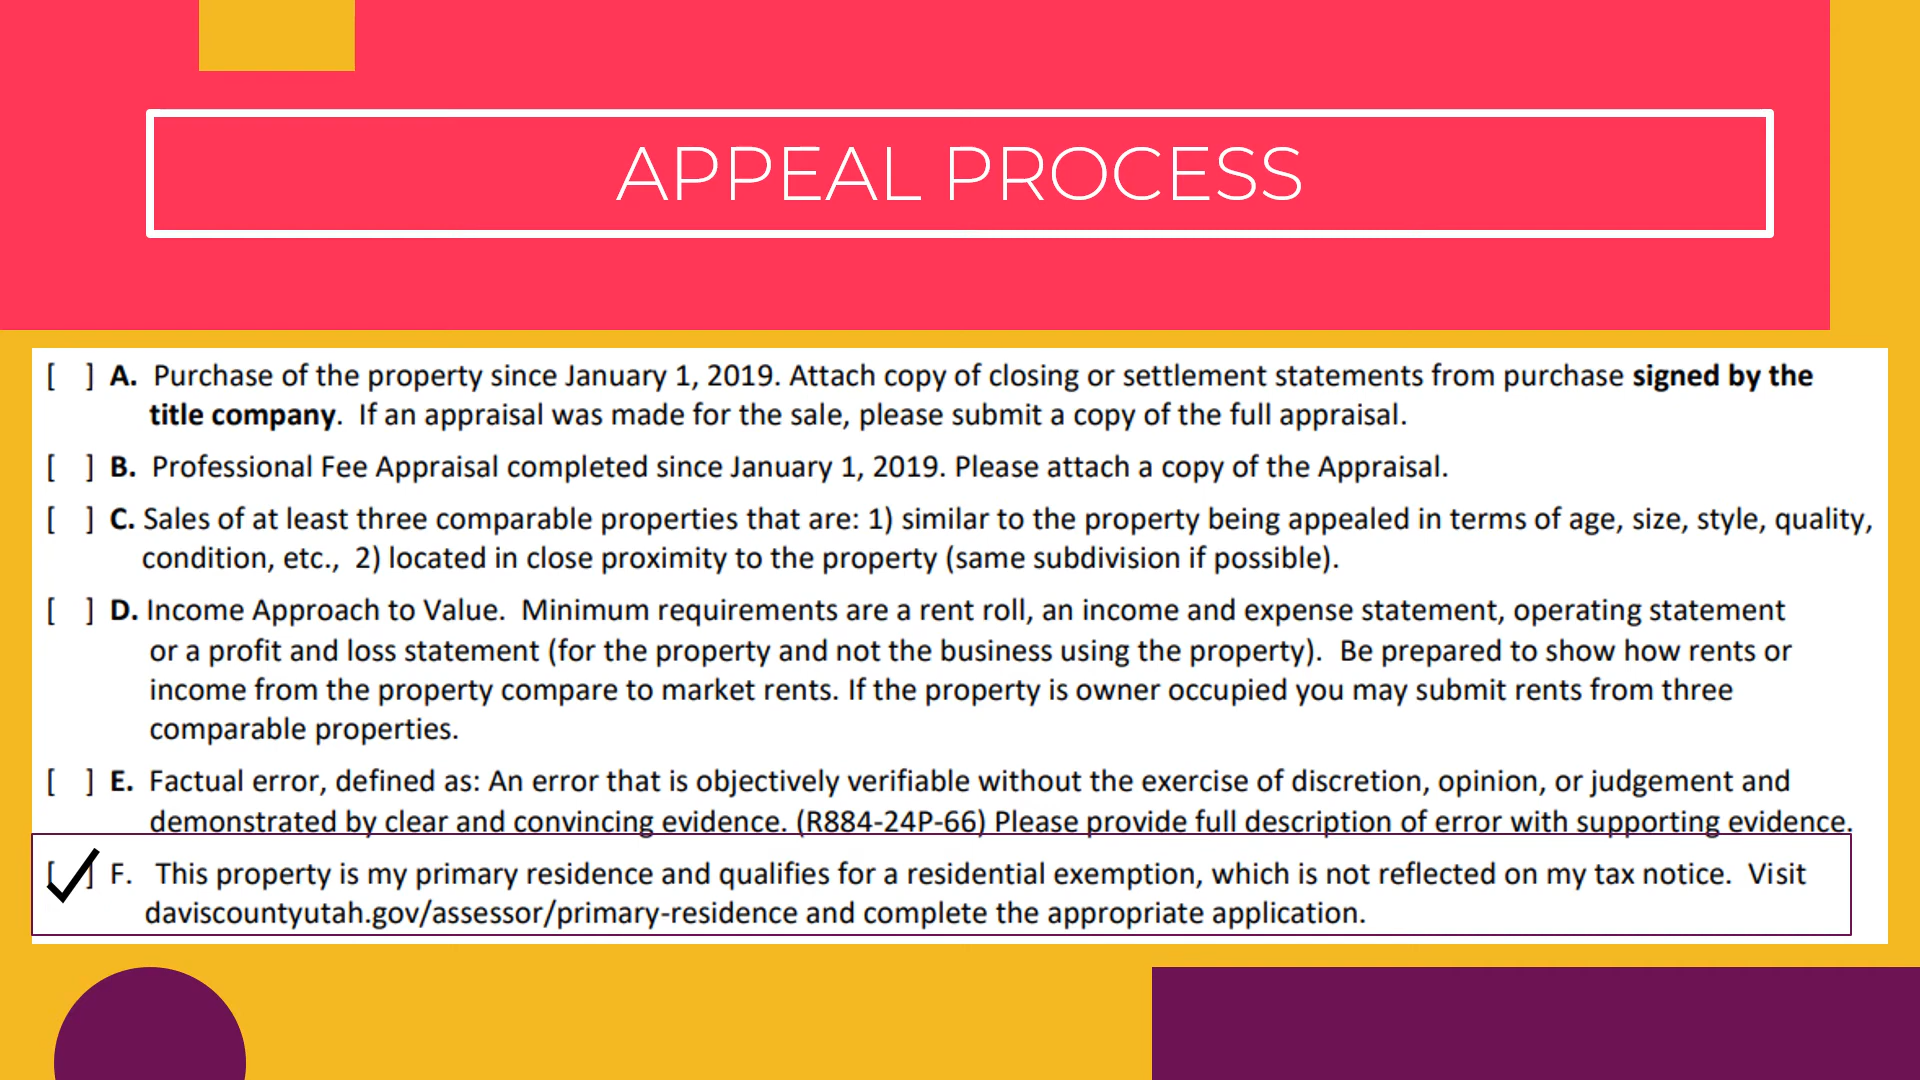 APPEAL PROCESS
[ ] A. Purchase of the property since January 1, 2019. Attach copy of closing or settlement statements from purchase signed by the
title company. If an appraisal was made for the sale, please submit a copy of the full appraisal.
[ ] B. Professional Fee Appraisal completed since January 1, 2019. Please attach a copy of the Appraisal.
[ ] C. Sales of at least three comparable properties that are: 1) similar to the property being appealed in terms of age, size, style, quality,
condition, etc., 2) located in close proximity to the property (same subdivision if possible).
[ ] D. Income Approach to Value. Minimum requirements are a rent roll, an income and expense statement, operating statement
or a profit and loss statement (for the property and not the business using the property). Be prepared to show how rents or
income from the property compare to market rents. If the property is owner occupied you may submit rents from three
comparable properties.
[ ] E. Factual error, defined as: An error that is objectively verifiable without the exercise of discretion, opinion, or judgement and
demonstrated by clear and convincing evidence. (R884-24P-66) Please provide full description of error with supporting evidence.
[✓] F. This property is my primary residence and qualifies for a residential exemption, which is not reflected on my tax notice. Visit
daviscountyutah.gov/assessor/primary-residence and complete the appropriate application.